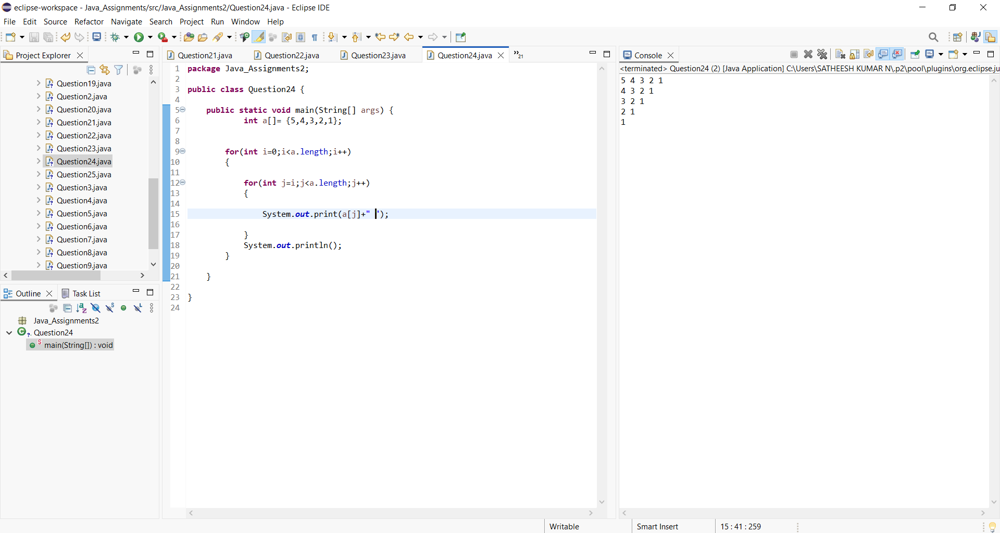 eclipse-workspace - Java_Assignments/src/Java_Assignments2/Question24.java - Eclipse IDE
File Edit Source Refactor Navigate Search Project Run Window Help
Project Explorer
Question19.java
Question2.java
Question20.java
Question21.java
Question22.java
Question23.java
Question24.java
Question25.java
Question3.java
Question4.java
Question5.java
Question6.java
Question7.java
Question8.java
Question9.java
Outline Task List
Java_Assignments2
Question24
main(String[]) : void
Question21.java Question22.java Question23.java Question24.java »21
1 package Java_Assignments2;
2
3 public class Question24 {
4
5 public static void main(String[] args) {
6 int a[]= {5,4,3,2,1};
7
8
9 for(int i=0;i<a.length;i++)
10 {
11
12 for(int j=i;j<a.length;j++)
13 {
14
15 System.out.print(a[j]+" ");
16
17 }
18 System.out.println();
19 }
20
21 }
22
23 }
24
Console
<terminated> Question24 (2) [Java Application] C:\Users\SATHEESH KUMAR N\.p2\pool\plugins\org.eclipse.ju
5 4 3 2 1
4 3 2 1
3 2 1
2 1
1
Writable Smart Insert 15 : 41 : 259